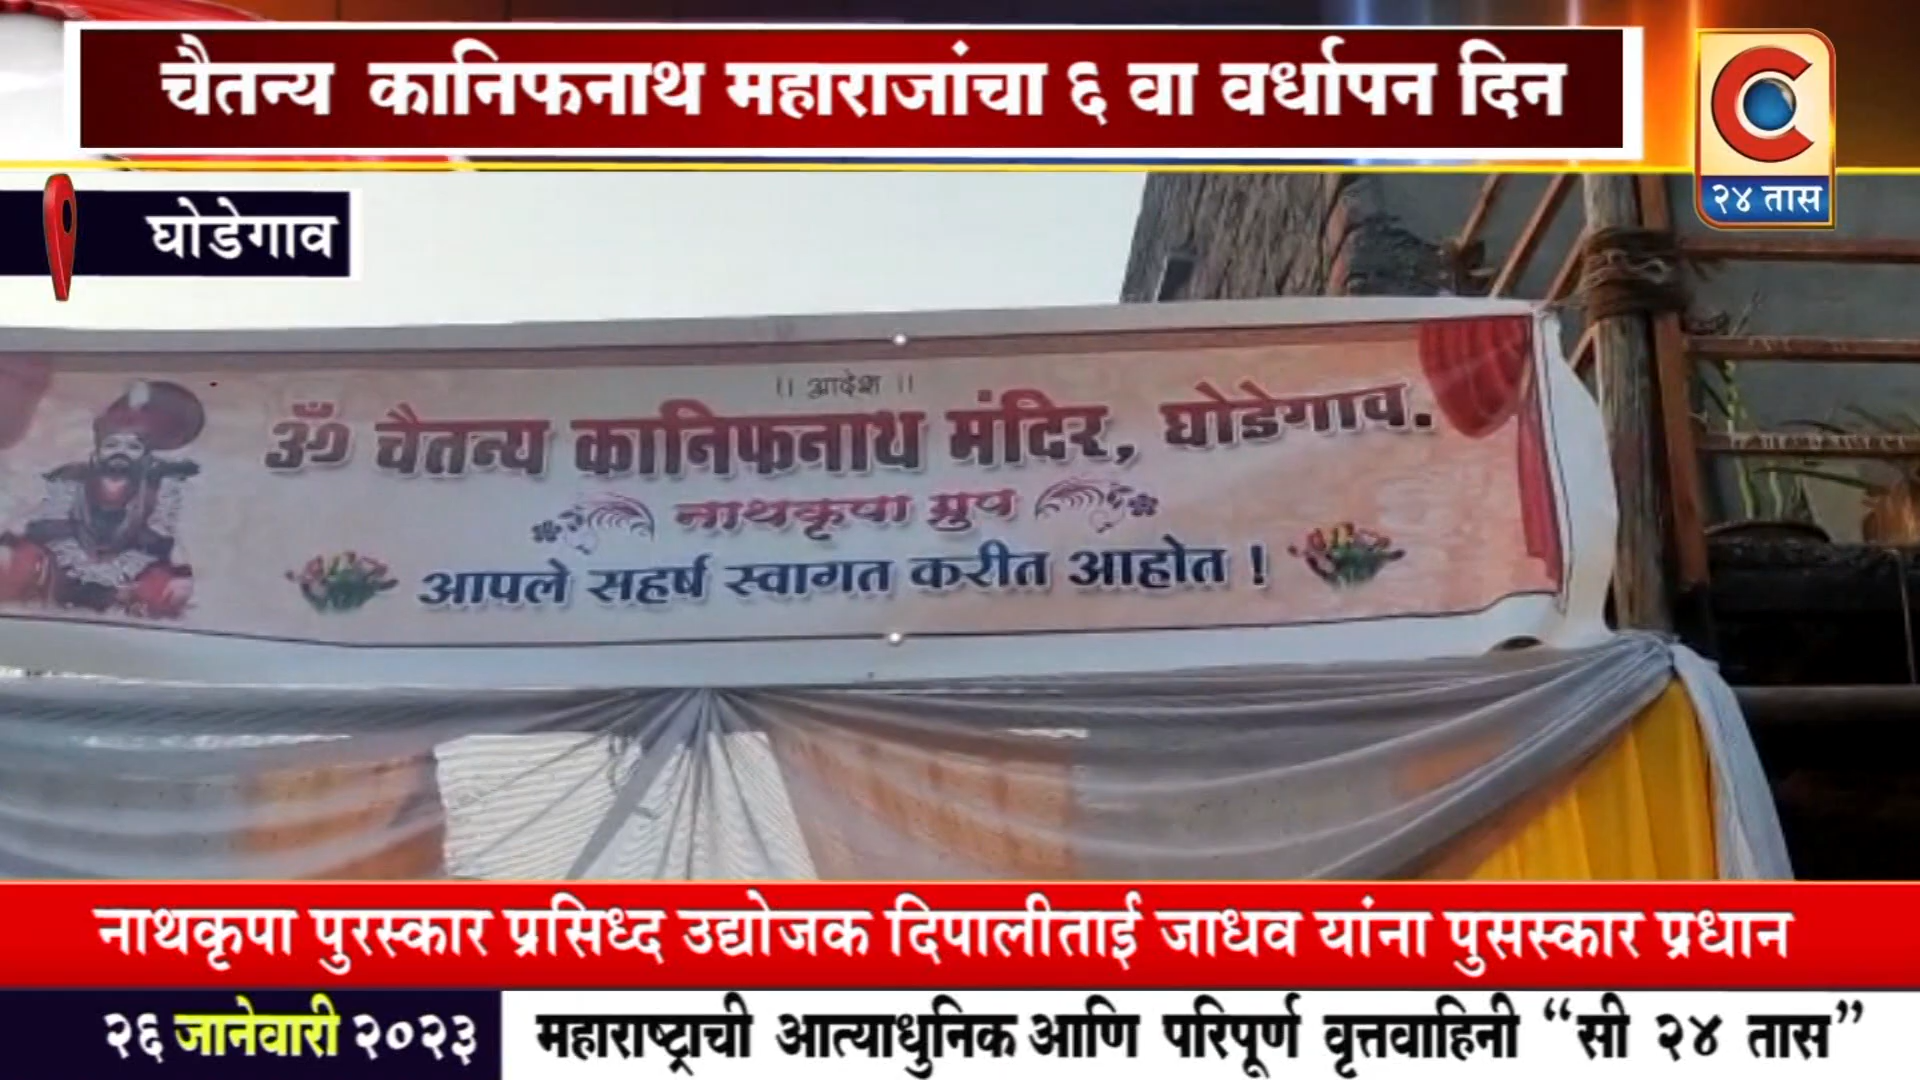 चैतन्य कानिफनाथ महाराजांचा ६ वा वर्धापन दिन
२४ तास
घोडेगाव
।। आदेश ।।
ॐ चैतन्य कानिफनाथ मंदिर, घोडेगाव.
नाथकृपा ग्रुप
आपले सहर्ष स्वागत करीत आहोत !
नाथकृपा पुरस्कार प्रसिध्द उद्योजक दिपालीताई जाधव यांना पुसस्कार प्रधान
२६ जानेवारी २०२३
महाराष्ट्राची आत्याधुनिक आणि परिपूर्ण वृत्तवाहिनी “सी २४ तास”